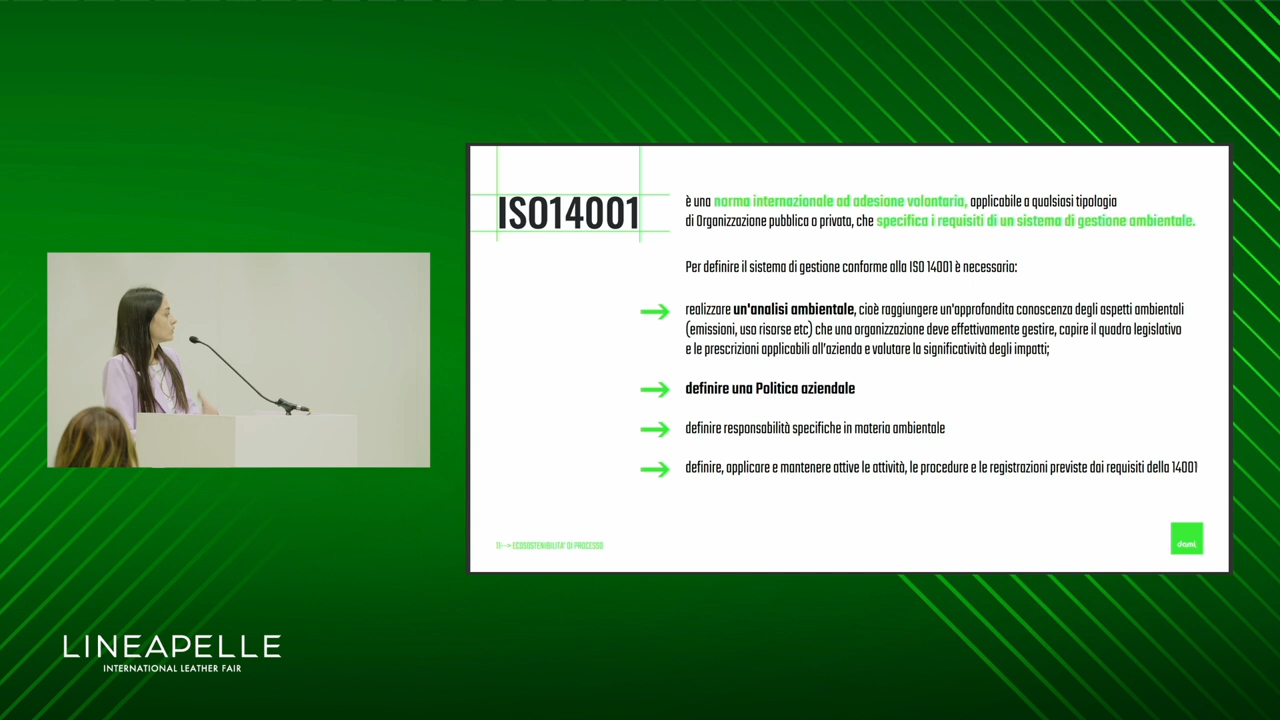 ISO14001
è una norma internazionale ad adesione volontaria, applicabile a qualsiasi tipologia
di Organizzazione pubblica o privata, che specifica i requisiti di un sistema di gestione ambientale.
Per definire il sistema di gestione conforme alla ISO 14001 è necessario:
realizzare un'analisi ambientale, cioè raggiungere un'approfondita conoscenza degli aspetti ambientali
(emissioni, uso risorse etc) che una organizzazione deve effettivamente gestire, capire il quadro legislativo
e le prescrizioni applicabili all'azienda e valutare la significatività degli impatti;
definire una Politica aziendale
definire responsabilità specifiche in materia ambientale
definire, applicare e mantenere attive le attività, le procedure e le registrazioni previste dai requisiti della 14001
11--> ECOSOSTENIBILITA' DI PROCESSO
dami
LINEAPELLE
INTERNATIONAL LEATHER FAIR